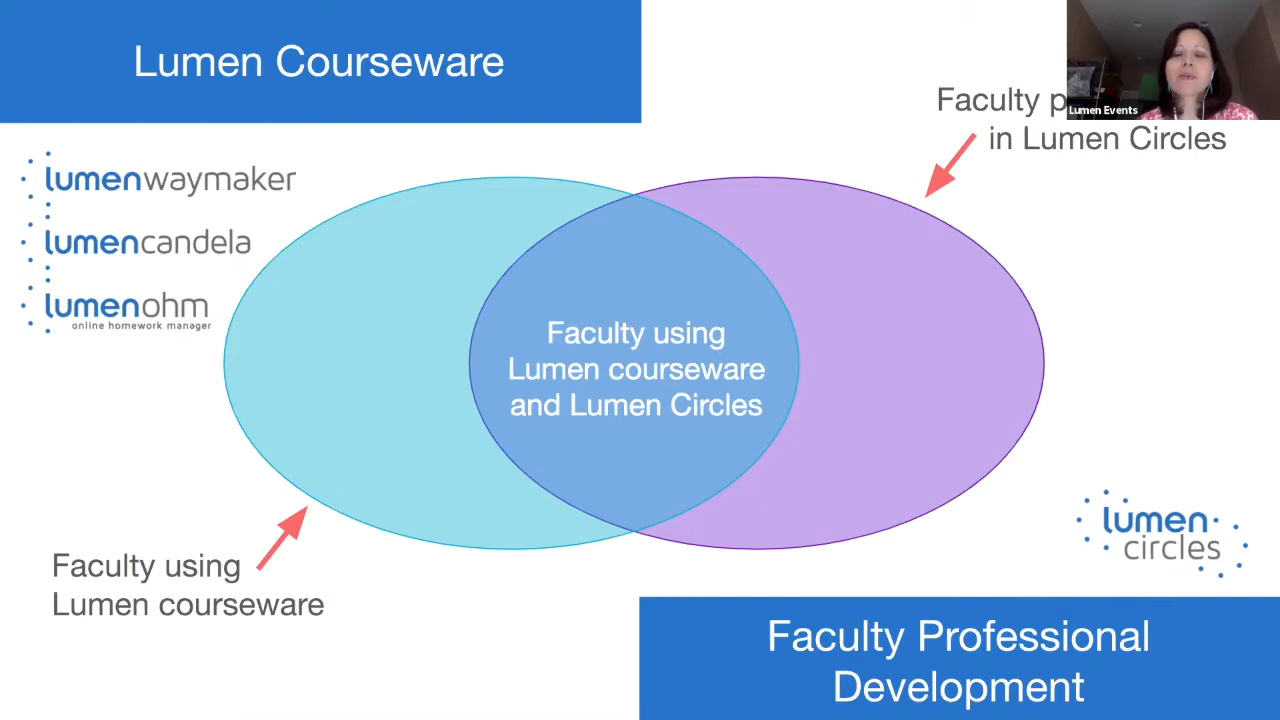 Lumen Courseware
Lumen Events
Faculty
in Lumen Circles
lumenwaymaker
lumencandela
lumenohm
online homework manager
Faculty using
Lumen courseware
and Lumen Circles
lumen
circles
Faculty using
Lumen courseware
Faculty Professional
Development